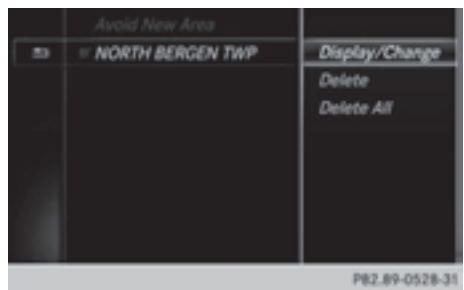 Avoid New Area
NORTH BERGEN TWP
Display/Change
Delete
Delete All
P82.89-0528-31